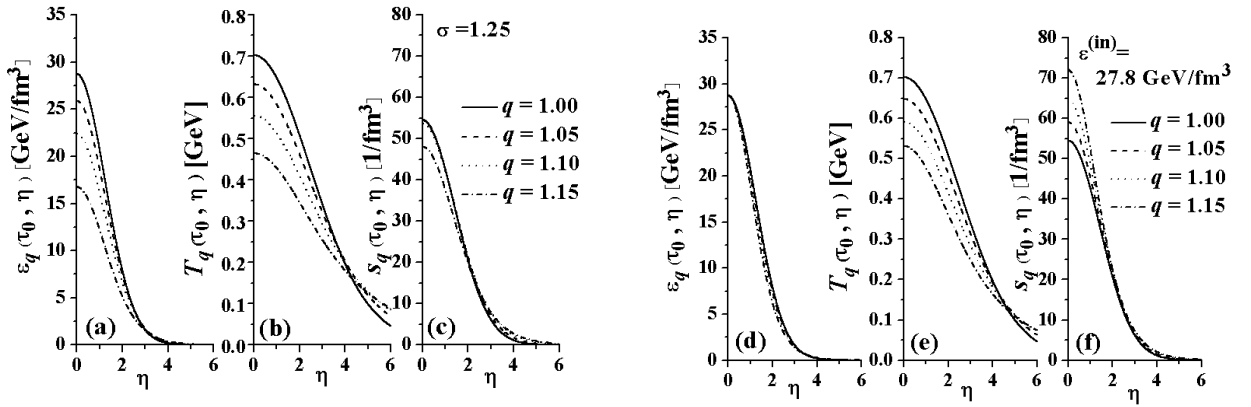 35
30
25
20
15
10
5
0
ε_q (τ_0 , η ) [GeV/fm^3]
(a)
0 2 4 6
η
0.8
0.7
0.6
0.5
0.4
0.3
0.2
0.1
0.0
T_q (τ_0 , η ) [GeV]
(b)
0 2 4 6
η
80
70
60
50
40
30
20
10
0
s_q (τ_0 , η ) [1/fm^3]
σ =1.25
q = 1.00
q = 1.05
q = 1.10
q = 1.15
(c)
0 2 4 6
η
35
30
25
20
15
10
5
0
ε_q (τ_0 , η ) [GeV/fm^3]
(d)
0 2 4 6
η
0.8
0.7
0.6
0.5
0.4
0.3
0.2
0.1
0.0
T_q (τ_0 , η ) [GeV]
(e)
0 2 4 6
η
80
70
60
50
40
30
20
10
0
s_q (τ_0 , η ) [1/fm^3]
ε^(in)=
27.8 GeV/fm^3
q = 1.00
q = 1.05
q = 1.10
q = 1.15
(f)
0 2 4 6
η